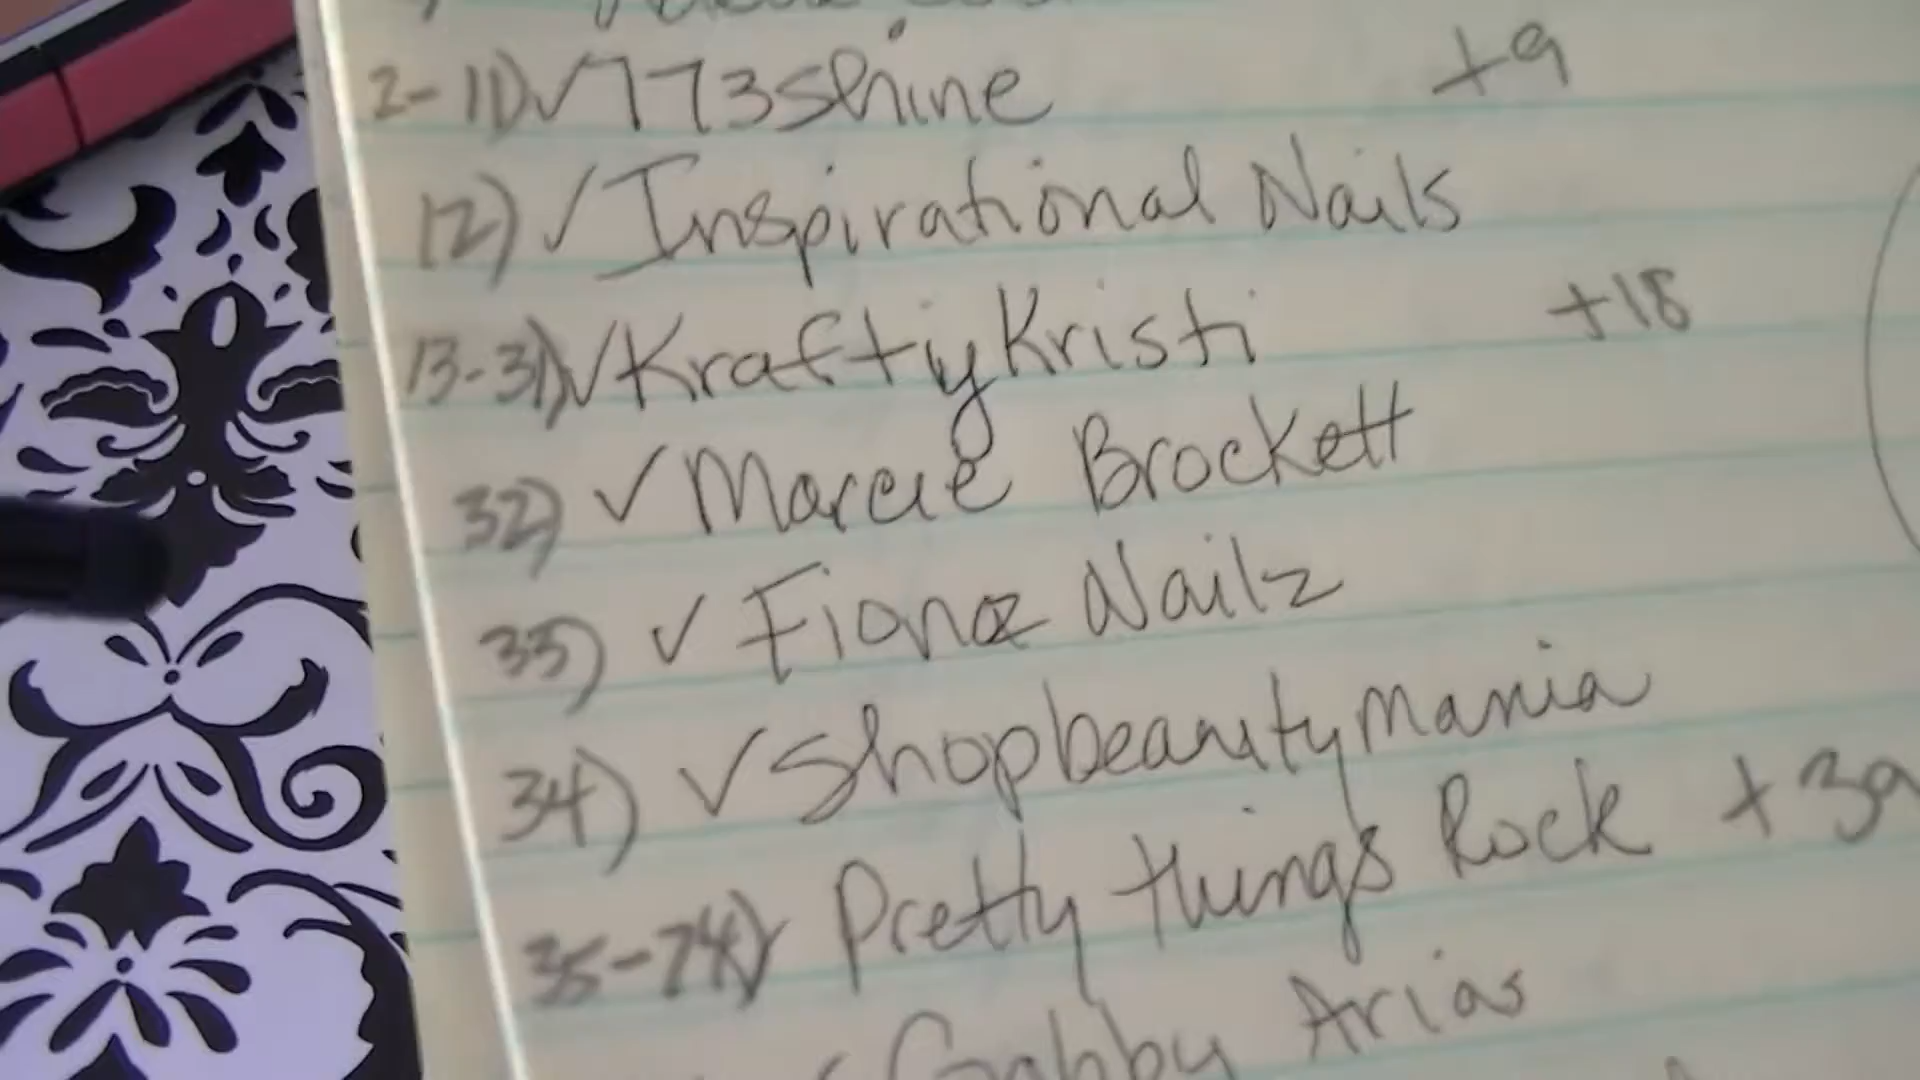 2-11) ✓773shine +9
12) ✓ Inspirational Nails
13-31) ✓KraftyKristi +18
32) ✓ Marcie Brockett
33) ✓ Fiona Nailz
34) ✓ Shopbeautymania
35-74) ✓ Pretty things Rock +39
✓ Gabby Arias